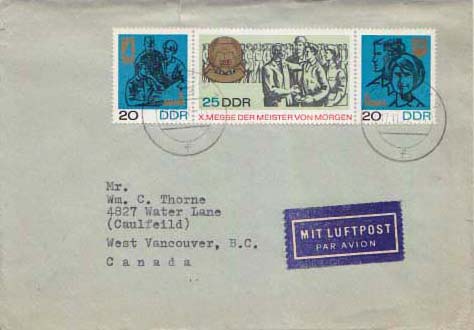 20 DDR
25 DDR
X. MESSE DER MEISTER VON MORGEN
20 DDR
Mr.
Wm. C. Thorne
4827 Water Lane
(Caulfeild)
West Vancouver, B.C.
Canada
MIT LUFTPOST
PAR AVION